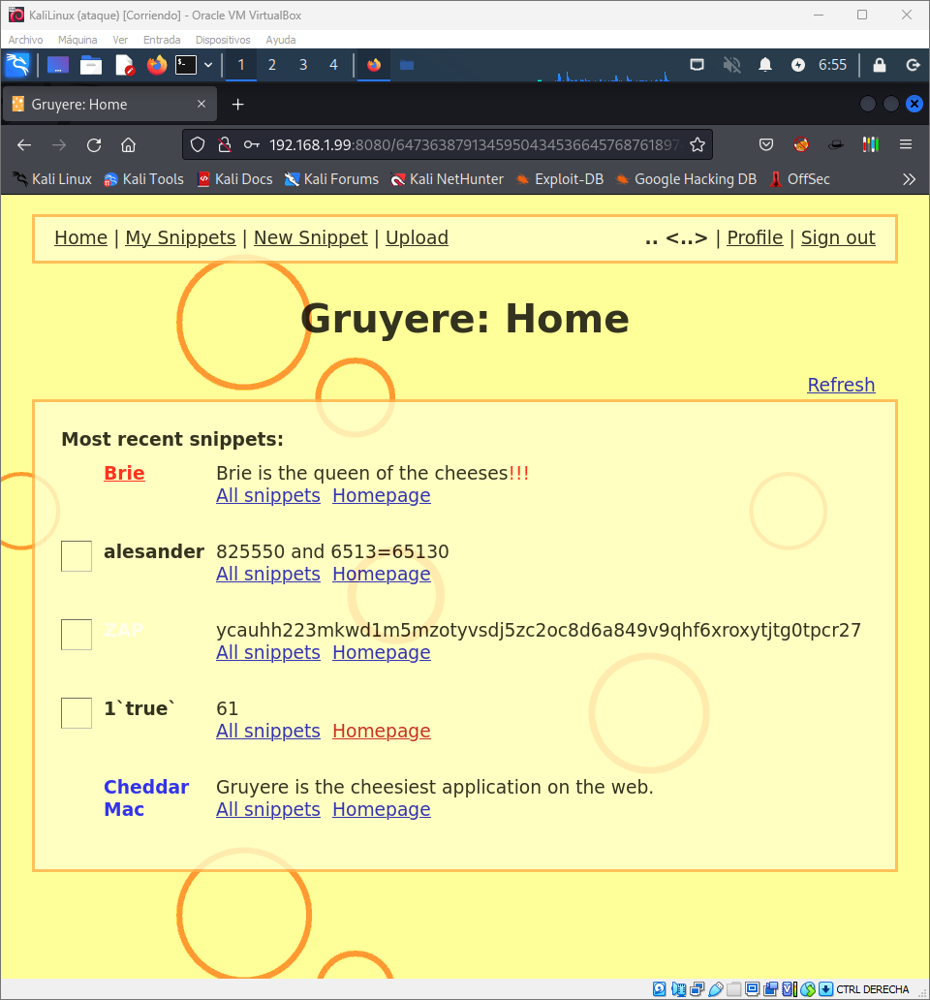 KaliLinux (ataque) [Corriendo] - Oracle VM VirtualBox
Archivo Máquina Ver Entrada Dispositivos Ayuda
1 2 3 4 6:55
Gruyere: Home
192.168.1.99:8080/647363879134595043453664576876189
Kali Linux Kali Tools Kali Docs Kali Forums Kali NetHunter Exploit-DB Google Hacking DB OffSec
Home | My Snippets | New Snippet | Upload .. <..> | Profile | Sign out
Gruyere: Home
Refresh
Most recent snippets:
Brie Brie is the queen of the cheeses!!!
All snippets Homepage
alesander 825550 and 6513=65130
All snippets Homepage
ZAP ycauhh223mkwd1m5mzotyvsdj5zc2oc8d6a849v9qhf6xroxytjtg0tpcr27
All snippets Homepage
1`true` 61
All snippets Homepage
Cheddar Gruyere is the cheesiest application on the web.
Mac All snippets Homepage
CTRL DERECHA